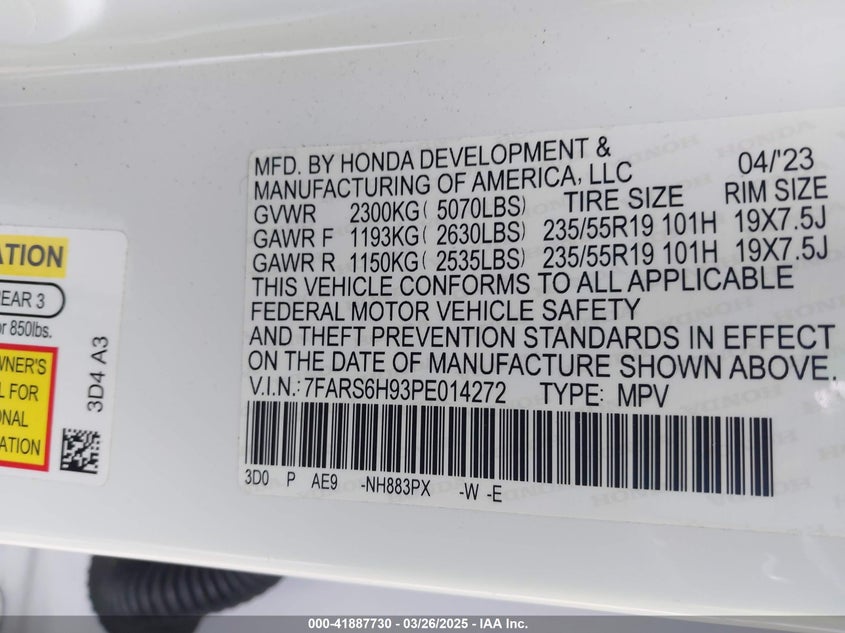 MFD. BY HONDA DEVELOPMENT &
MANUFACTURING OF AMERICA, LLC 04/'23
GVWR 2300KG( 5070LBS) TIRE SIZE RIM SIZE
GAWR F 1193KG( 2630LBS) 235/55R19 101H 19X7.5J
GAWR R 1150KG( 2535LBS) 235/55R19 101H 19X7.5J
THIS VEHICLE CONFORMS TO ALL APPLICABLE
FEDERAL MOTOR VEHICLE SAFETY
AND THEFT PREVENTION STANDARDS IN EFFECT
ON THE DATE OF MANUFACTURE SHOWN ABOVE.
V.I.N.: 7FARS6H93PE014272 TYPE: MPV
3D0 P AE9 -NH883PX -W -E
ATION
EAR 3
or 850lbs.
WNER'S
L FOR
ONAL
ATION
3D4 A3
HONDA HONDA
000-41887730 - 03/26/2025 - IAA Inc.